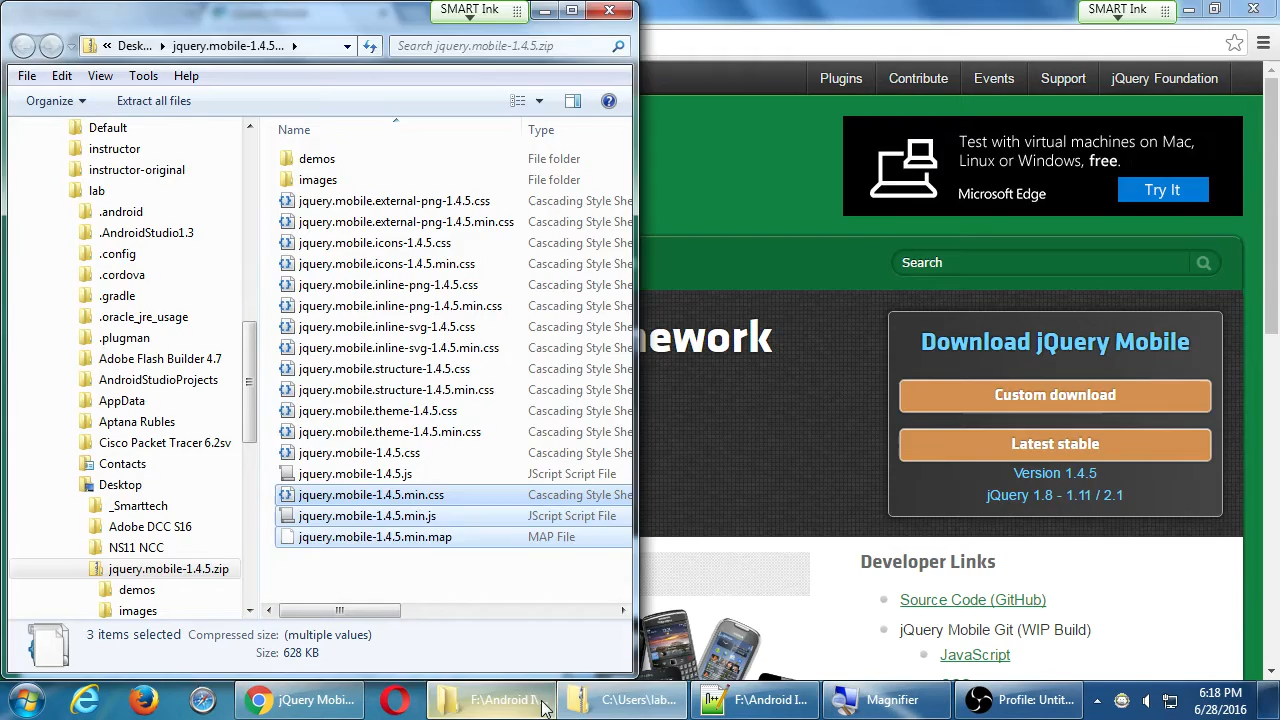 SMART Ink
SMART Ink
Desk...
jquery.mobile-1.4.5...
Search jquery.mobile-1.4.5.zip
File Edit View Tools Help
Organize Extract all files
Plugins Contribute Events Support jQuery Foundation
Default
instructor
instructor-original
lab
.android
.AndroidStudio1.3
.config
.cordova
.gradle
.oracle_jre_usage
.plugman
Adobe Flash Builder 4.7
AndroidStudioProjects
AppData
Aptana Rubles
Cisco Packet Tracer 6.2sv
Contacts
Desktop
_Smarttech
Adobe DCC S16
NS11 NCC
jquery.mobile-1.4.5.zip
demos
images
Name Type
demos File folder
images File folder
jquery.mobile.external-png-1.4.5.css Cascading Style She
jquery.mobile.external-png-1.4.5.min.css Cascading Style She
jquery.mobile.icons-1.4.5.css Cascading Style She
jquery.mobile.icons-1.4.5.min.css Cascading Style She
jquery.mobile.inline-png-1.4.5.css Cascading Style She
jquery.mobile.inline-png-1.4.5.min.css Cascading Style She
jquery.mobile.inline-svg-1.4.5.css Cascading Style She
jquery.mobile.inline-svg-1.4.5.min.css Cascading Style She
jquery.mobile.structure-1.4.5.css Cascading Style She
jquery.mobile.structure-1.4.5.min.css Cascading Style She
jquery.mobile.theme-1.4.5.css Cascading Style She
jquery.mobile.theme-1.4.5.min.css Cascading Style She
jquery.mobile-1.4.5.css Cascading Style She
jquery.mobile-1.4.5.js JScript Script File
jquery.mobile-1.4.5.min.css Cascading Style She
jquery.mobile-1.4.5.min.js JScript Script File
jquery.mobile-1.4.5.min.map MAP File
3 items selected Compressed size: (multiple values)
Size: 628 KB
Test with virtual machines on Mac,
Linux or Windows, free.
Microsoft Edge Try It
Search
nework
Download jQuery Mobile
Custom download
Latest stable
Version 1.4.5
jQuery 1.8 - 1.11 / 2.1
Developer Links
Source Code (GitHub)
jQuery Mobile Git (WIP Build)
JavaScript
jQuery Mobi... F:\Android I\ C:\Users\lab... F:\Android I... Magnifier Profile: Untit...
6:18 PM
6/28/2016